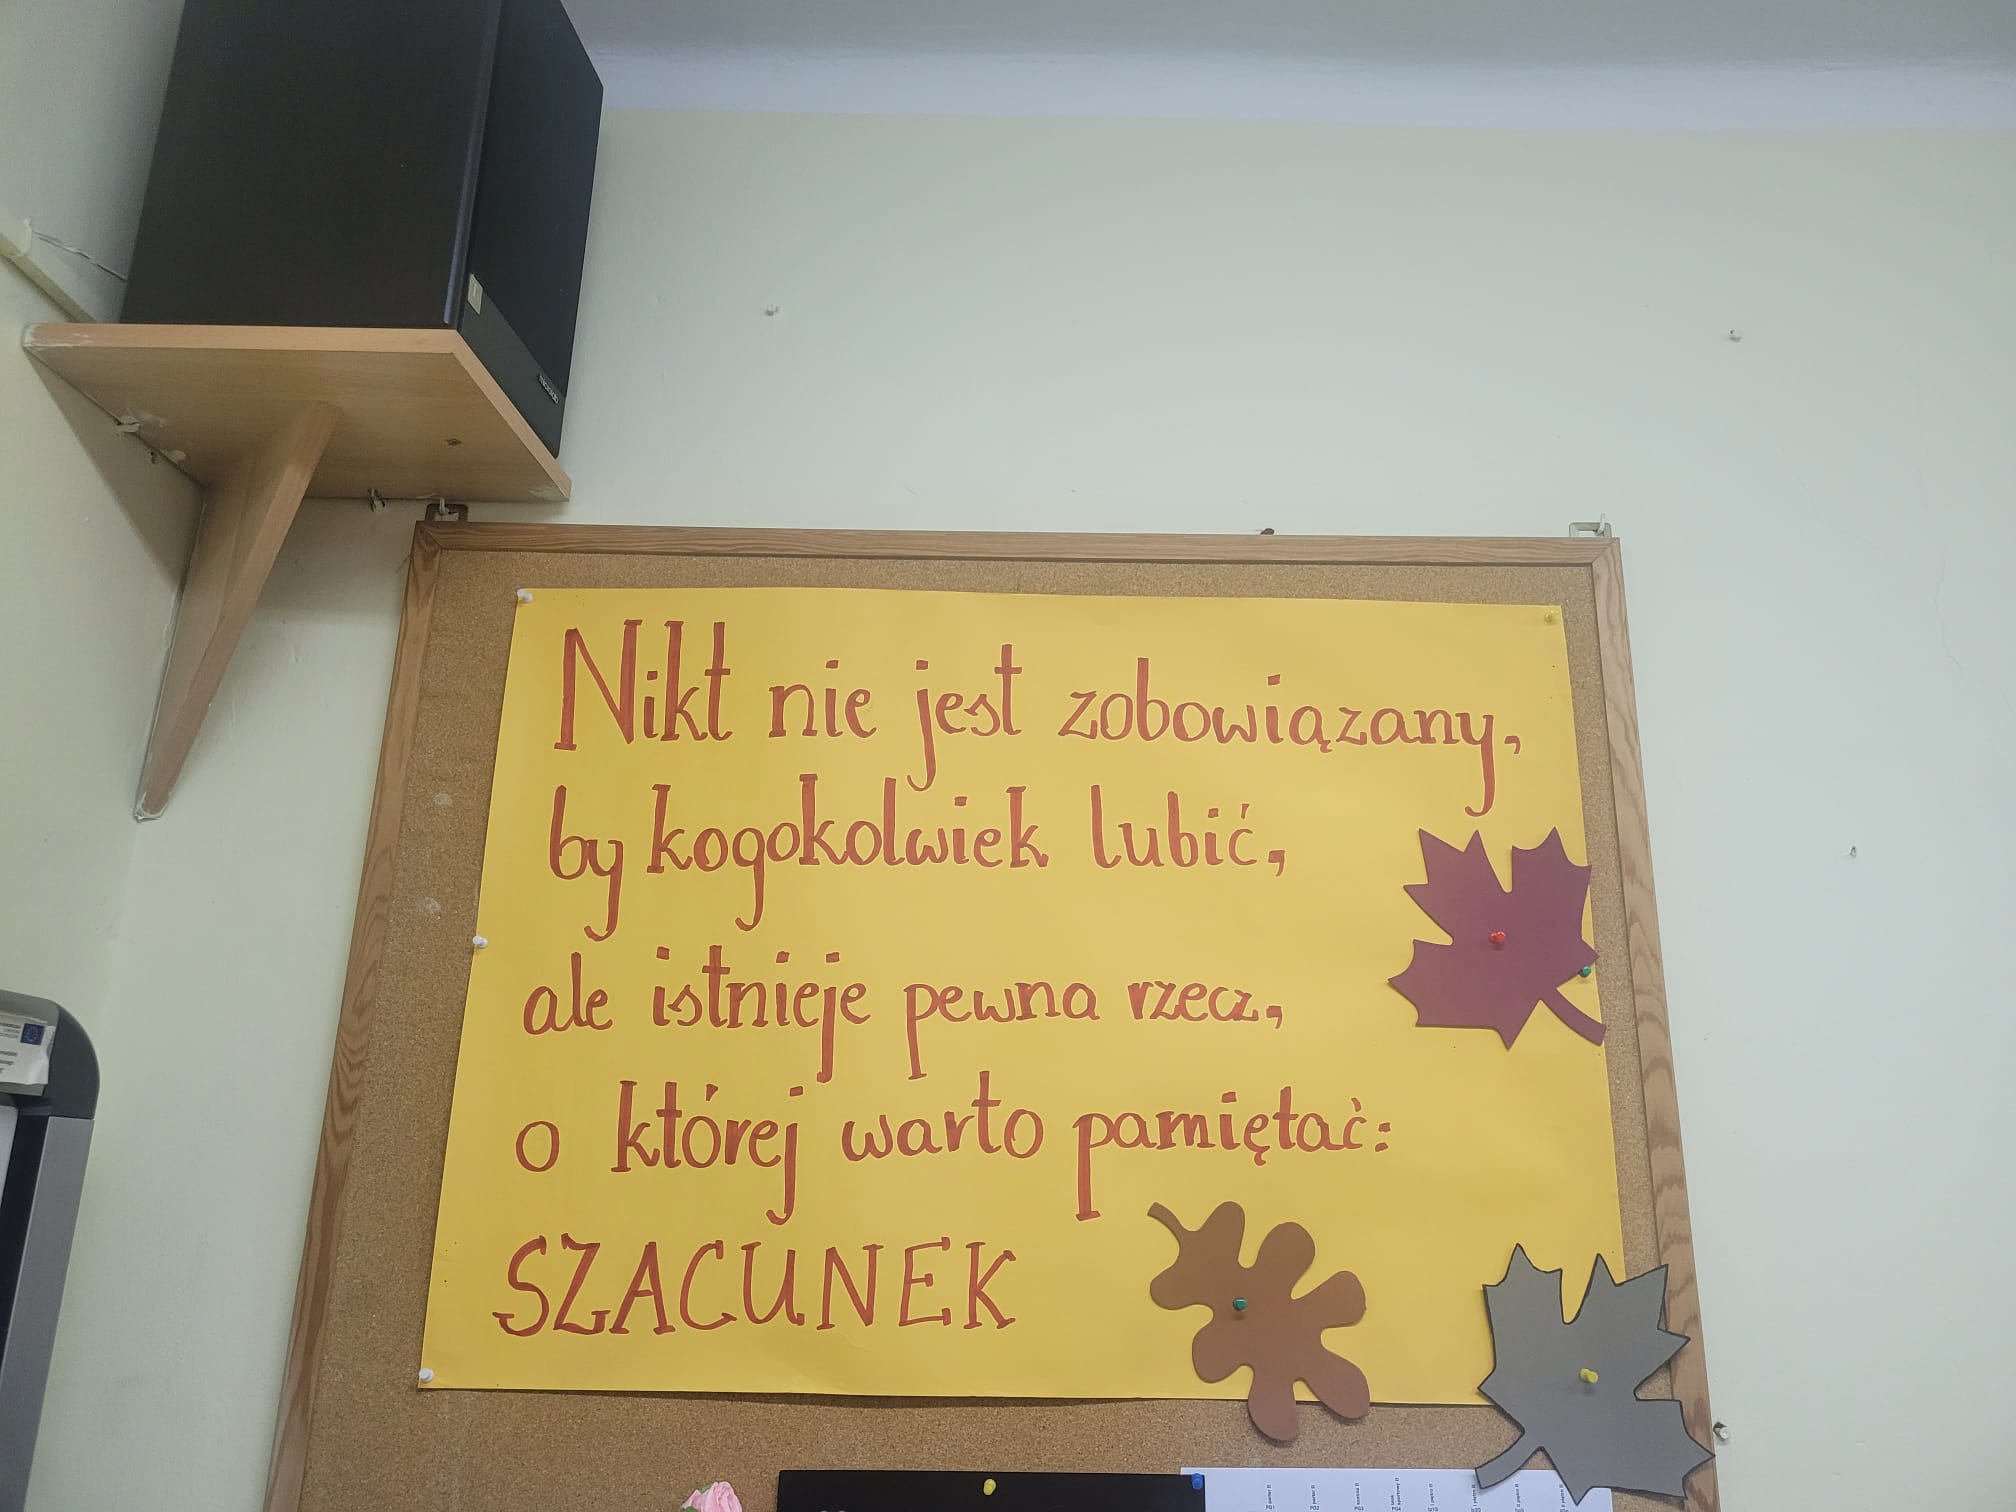 Nikt nie jest zobowiązany,
by kogokolwiek lubić,
ale istnieje pewna rzecz,
o której warto pamiętać:
SZACUNEK